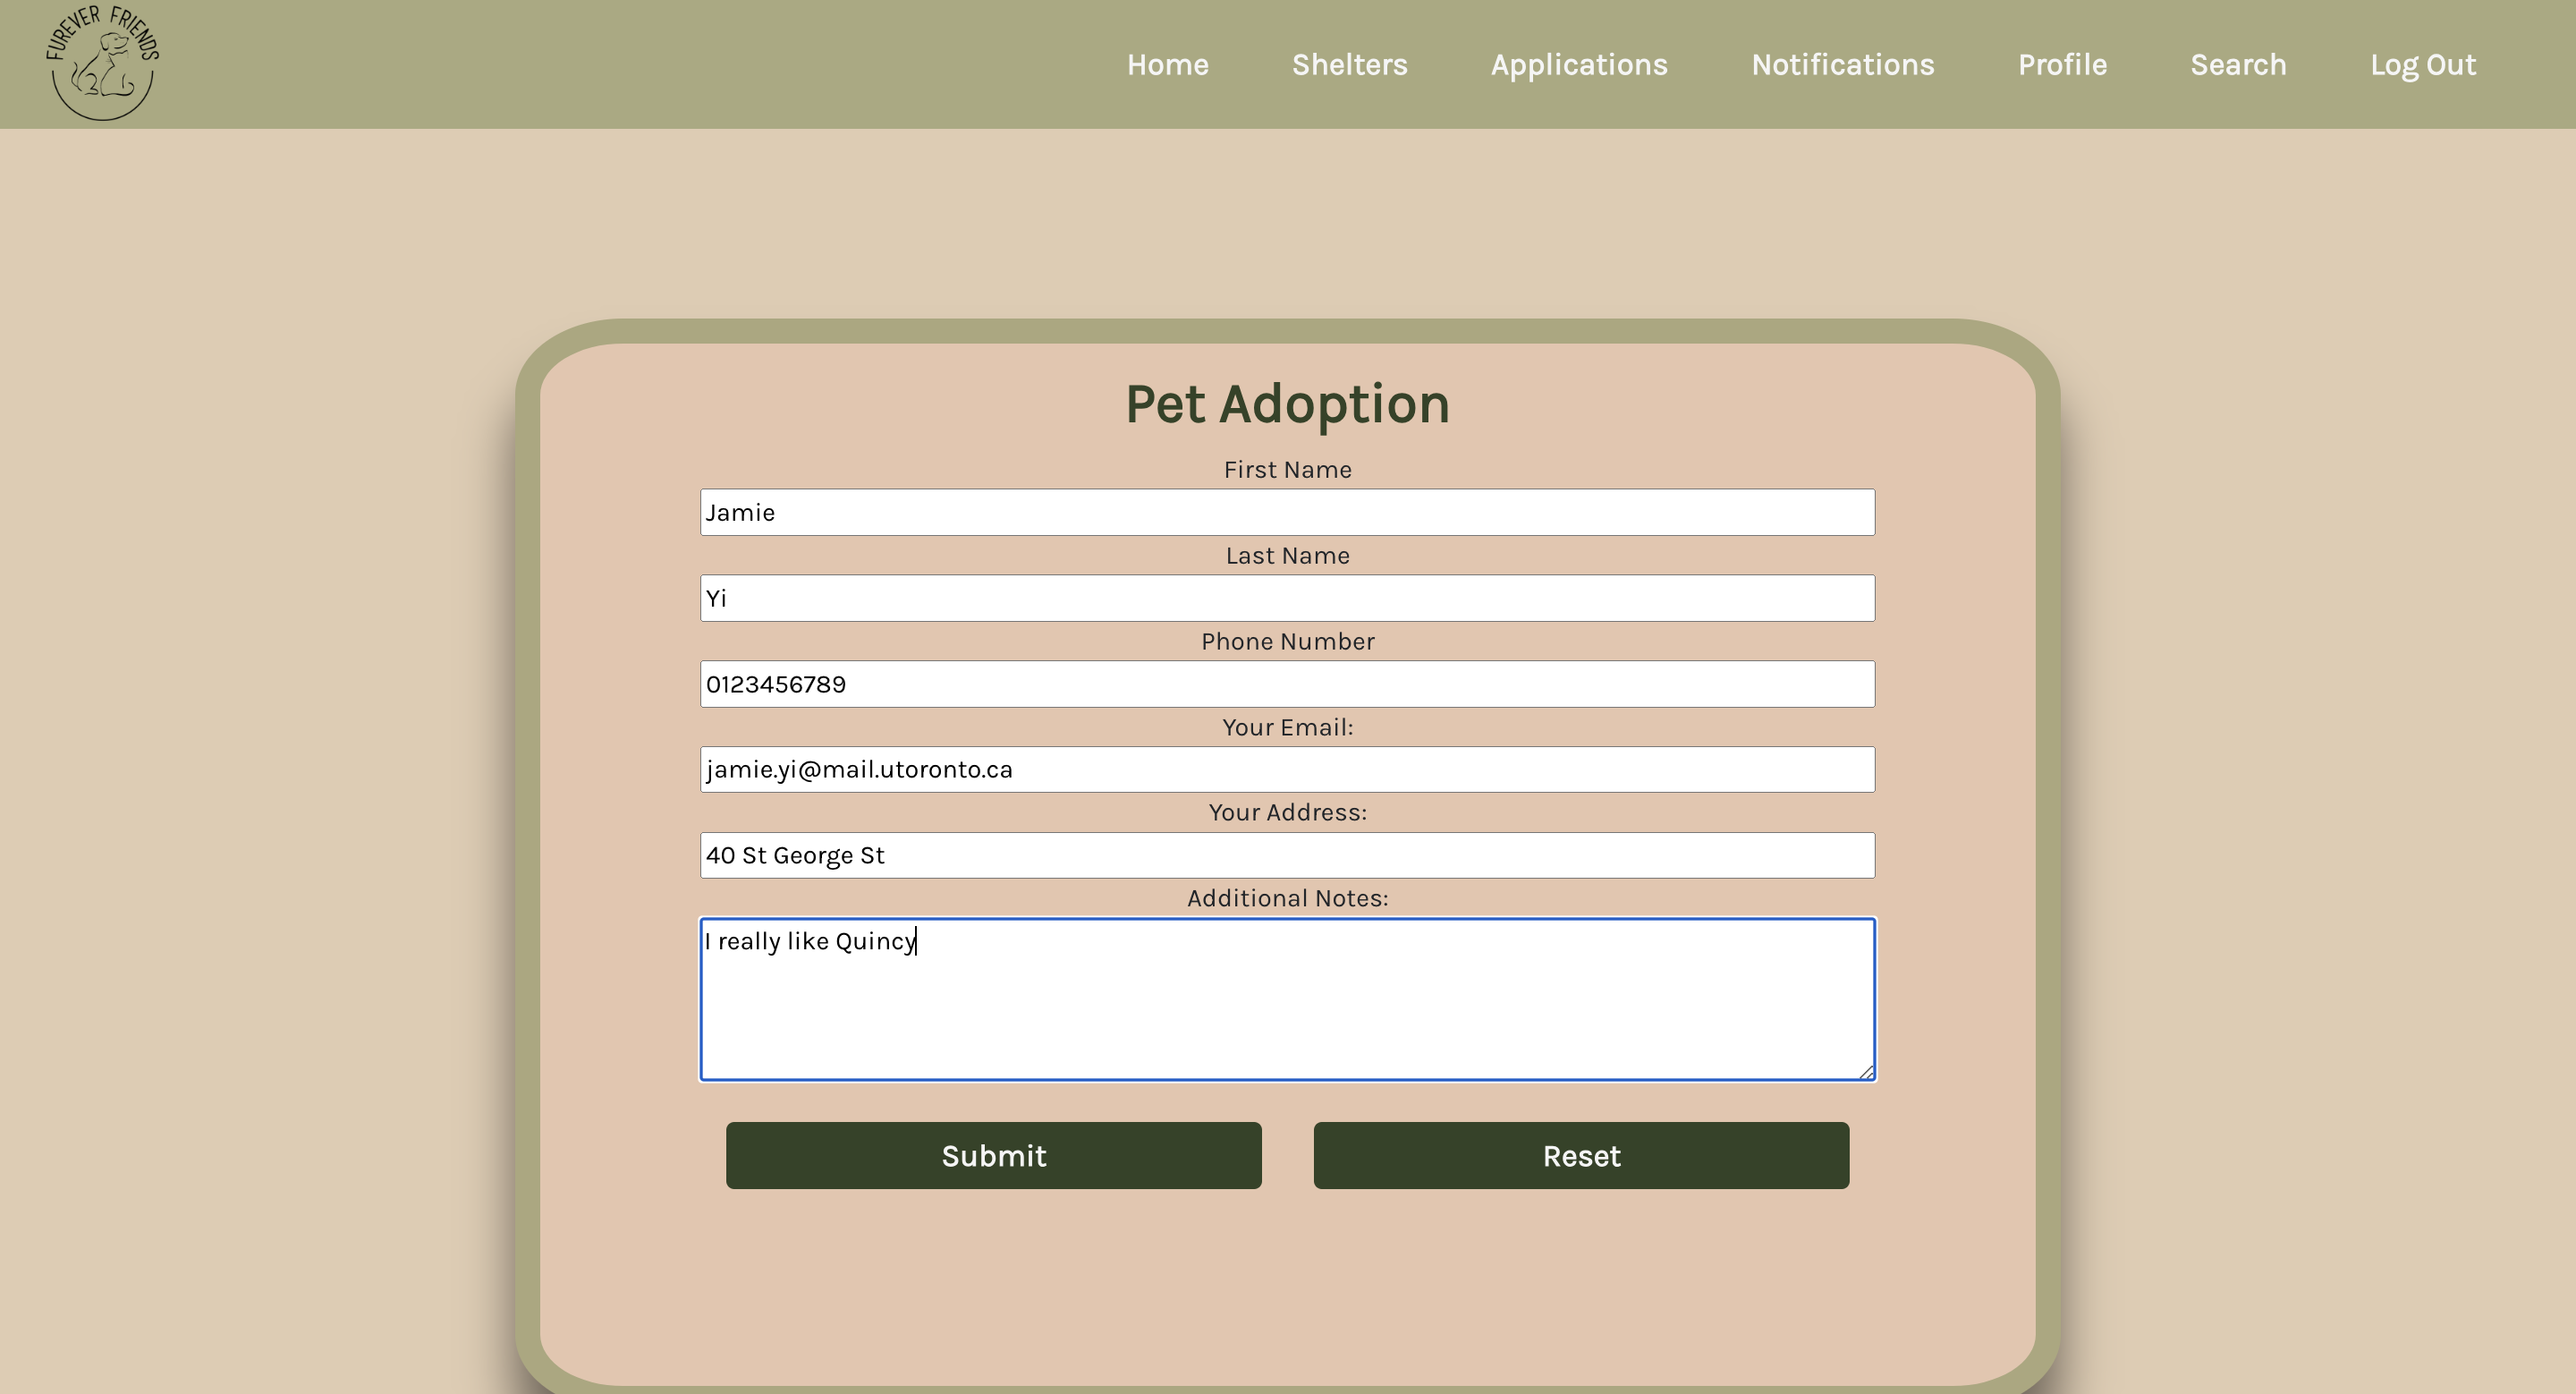 FUREVER FRIENDS
Home Shelters Applications Notifications Profile Search Log Out
Pet Adoption
First Name
Jamie
Last Name
Yi
Phone Number
0123456789
Your Email:
jamie.yi@mail.utoronto.ca
Your Address:
40 St George St
Additional Notes:
I really like Quincy
Submit Reset